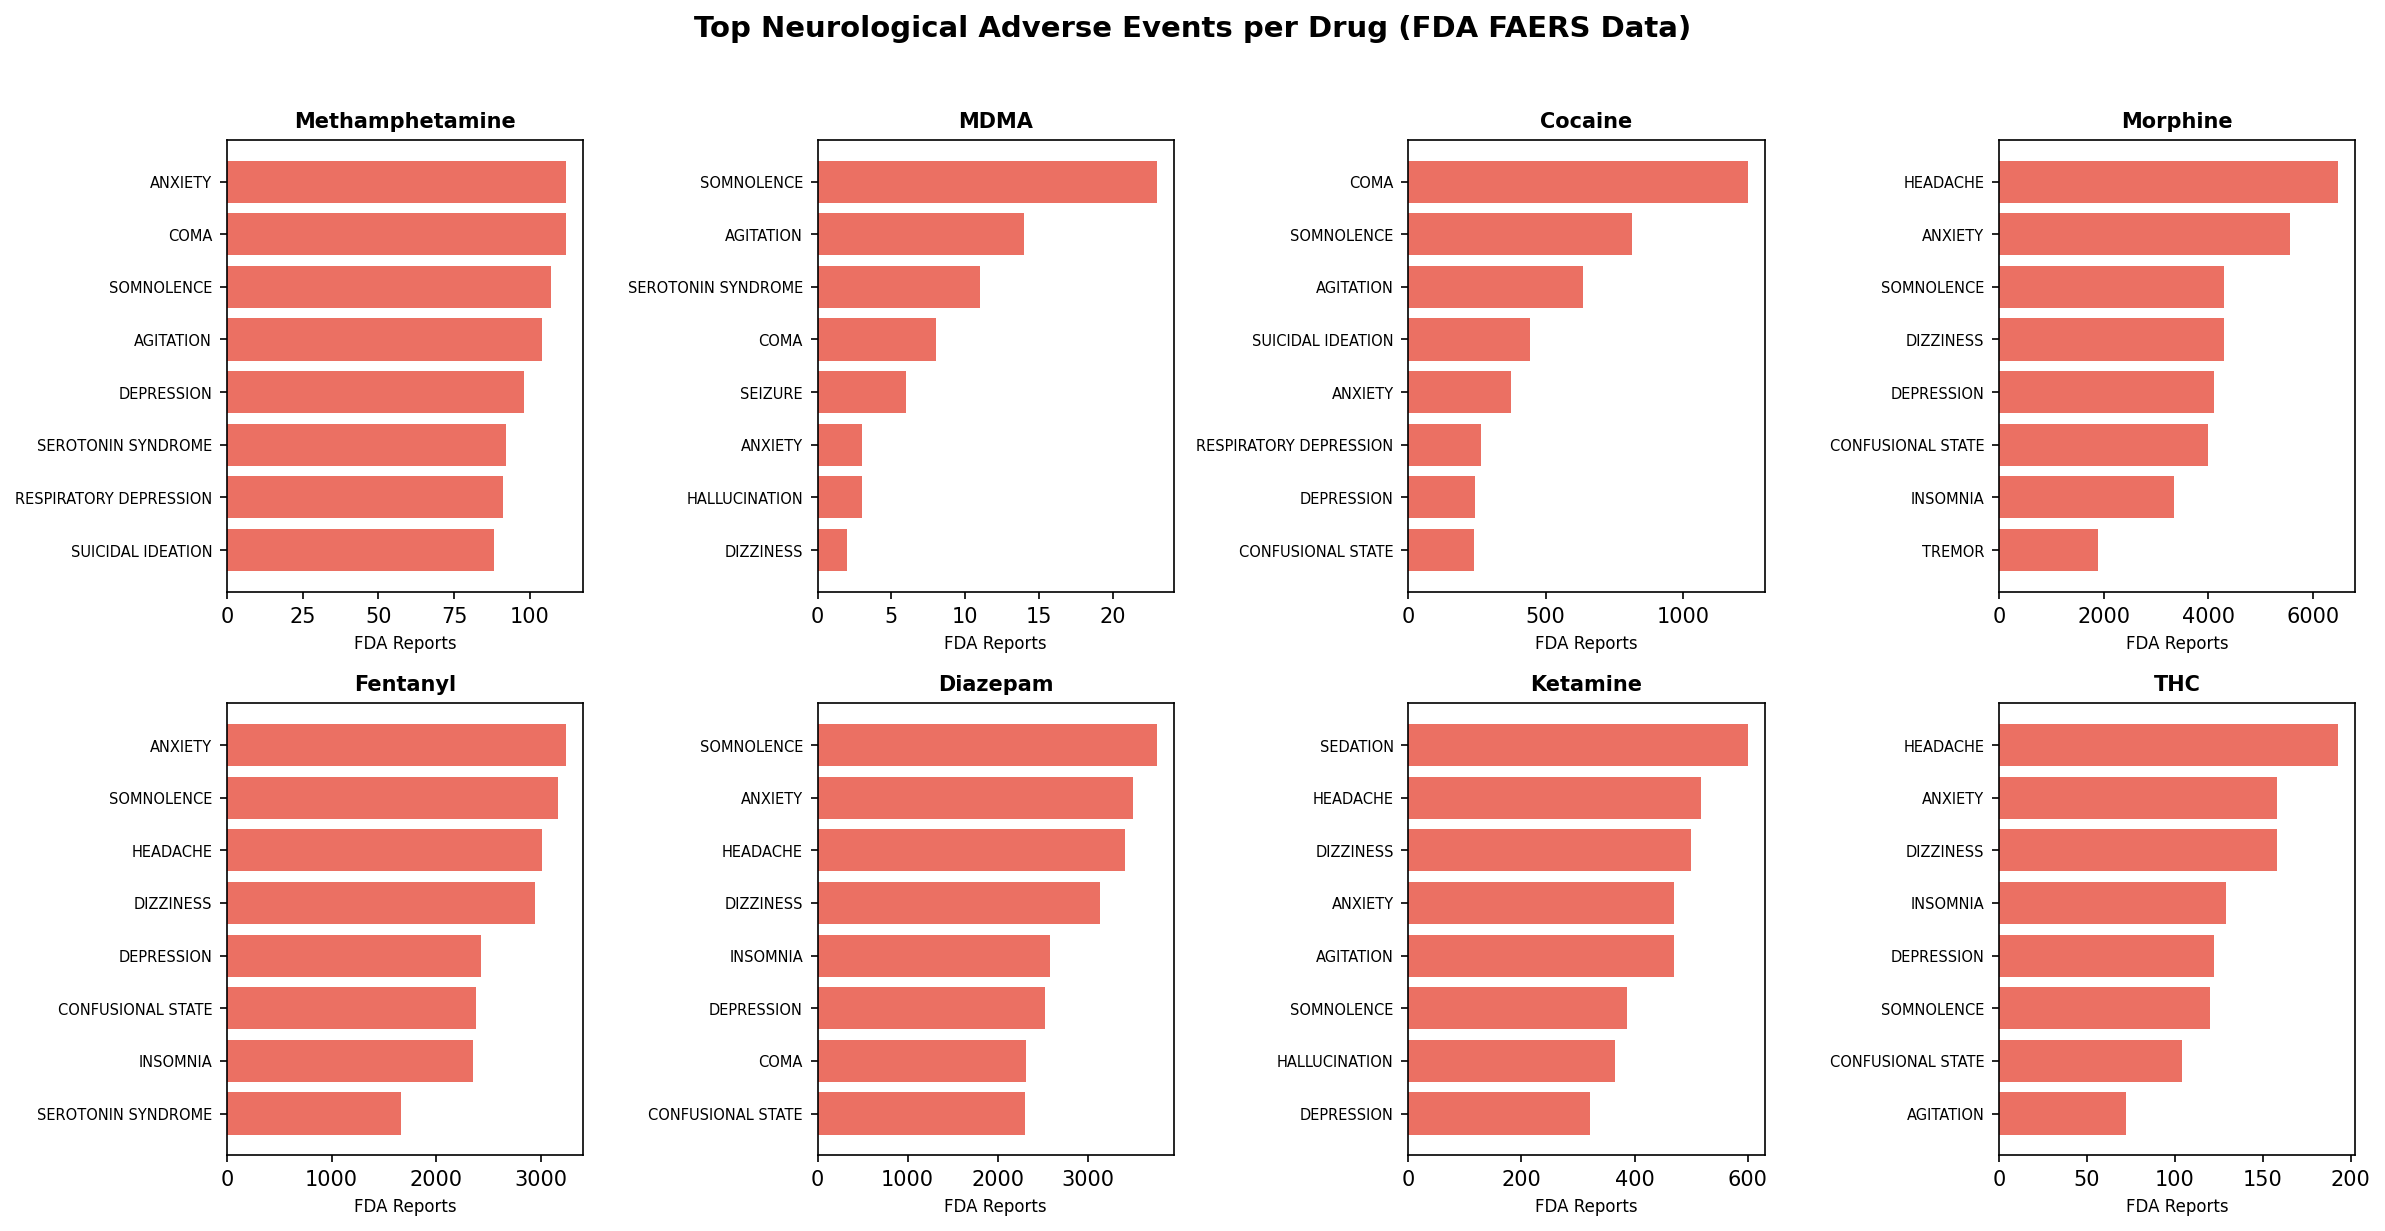 Top Neurological Adverse Events per Drug (FDA FAERS Data)
Methamphetamine
ANXIETY
COMA
SOMNOLENCE
AGITATION
DEPRESSION
SEROTONIN SYNDROME
RESPIRATORY DEPRESSION
SUICIDAL IDEATION
0 25 50 75 100
FDA Reports
MDMA
SOMNOLENCE
AGITATION
SEROTONIN SYNDROME
COMA
SEIZURE
ANXIETY
HALLUCINATION
DIZZINESS
0 5 10 15 20
FDA Reports
Cocaine
COMA
SOMNOLENCE
AGITATION
SUICIDAL IDEATION
ANXIETY
RESPIRATORY DEPRESSION
DEPRESSION
CONFUSIONAL STATE
0 500 1000
FDA Reports
Morphine
HEADACHE
ANXIETY
SOMNOLENCE
DIZZINESS
DEPRESSION
CONFUSIONAL STATE
INSOMNIA
TREMOR
0 2000 4000 6000
FDA Reports
Fentanyl
ANXIETY
SOMNOLENCE
HEADACHE
DIZZINESS
DEPRESSION
CONFUSIONAL STATE
INSOMNIA
SEROTONIN SYNDROME
0 1000 2000 3000
FDA Reports
Diazepam
SOMNOLENCE
ANXIETY
HEADACHE
DIZZINESS
INSOMNIA
DEPRESSION
COMA
CONFUSIONAL STATE
0 1000 2000 3000
FDA Reports
Ketamine
SEDATION
HEADACHE
DIZZINESS
ANXIETY
AGITATION
SOMNOLENCE
HALLUCINATION
DEPRESSION
0 200 400 600
FDA Reports
THC
HEADACHE
ANXIETY
DIZZINESS
INSOMNIA
DEPRESSION
SOMNOLENCE
CONFUSIONAL STATE
AGITATION
0 50 100 150 200
FDA Reports